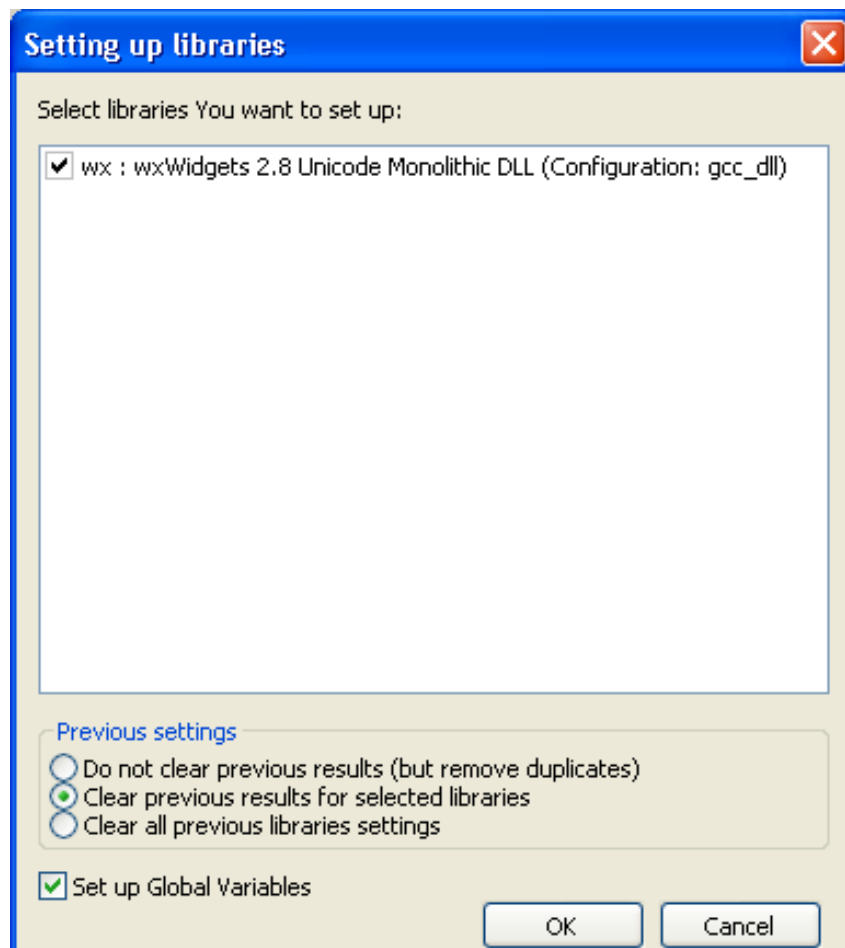 Setting up libraries
Select libraries You want to set up:
wx : wxWidgets 2.8 Unicode Monolithic DLL (Configuration: gcc_dll)
Previous settings
Do not clear previous results (but remove duplicates)
Clear previous results for selected libraries
Clear all previous libraries settings
Set up Global Variables
OK Cancel